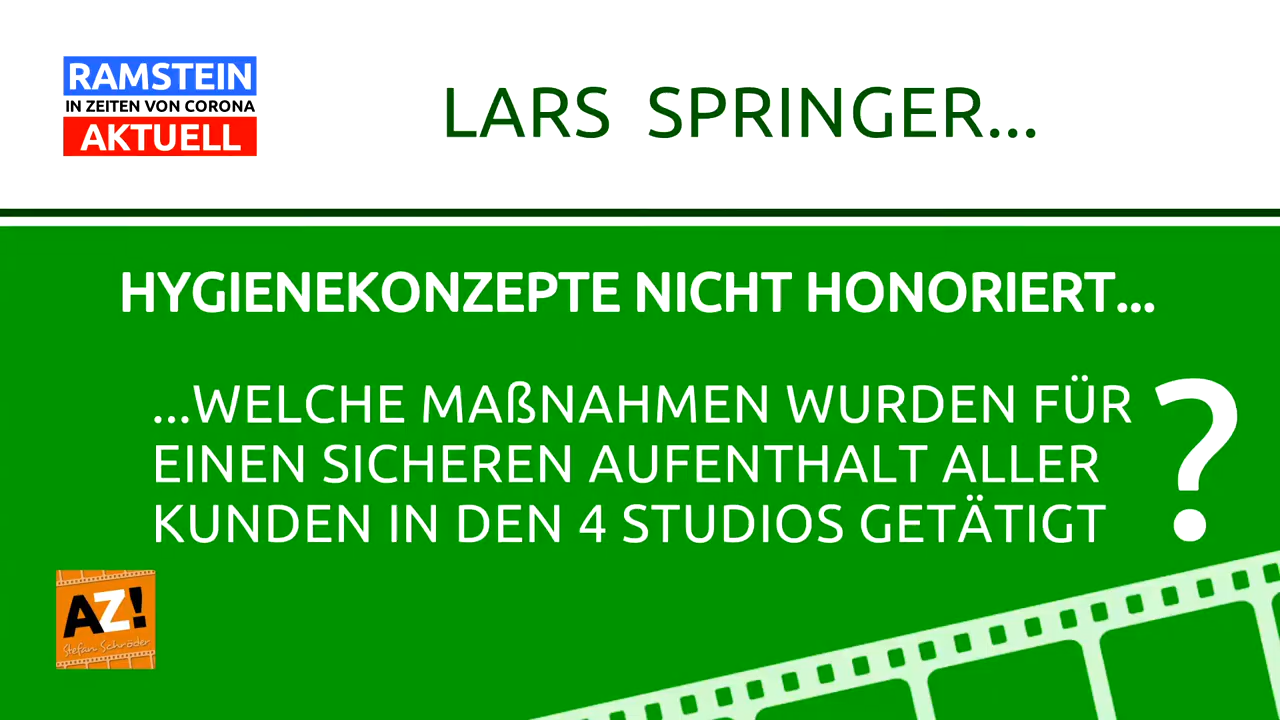 RAMSTEIN
IN ZEITEN VON CORONA
AKTUELL
LARS SPRINGER...
HYGIENEKONZEPTE NICHT HONORIERT...
...WELCHE MAßNAHMEN WURDEN FÜR
EINEN SICHEREN AUFENTHALT ALLER
KUNDEN IN DEN 4 STUDIOS GETÄTIGT
?
AZ!
Stefan Schröder